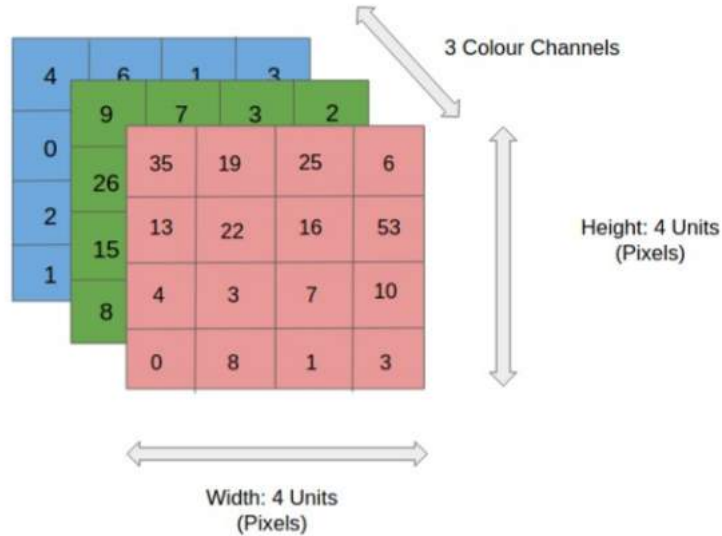 3 Colour Channels
4 6 1 3
9 7 3 2
35 19 25 6
0
26
13 22 16 53
Height: 4 Units
(Pixels)
2
15
4 3 7 10
1
8
0 8 1 3
Width: 4 Units
(Pixels)